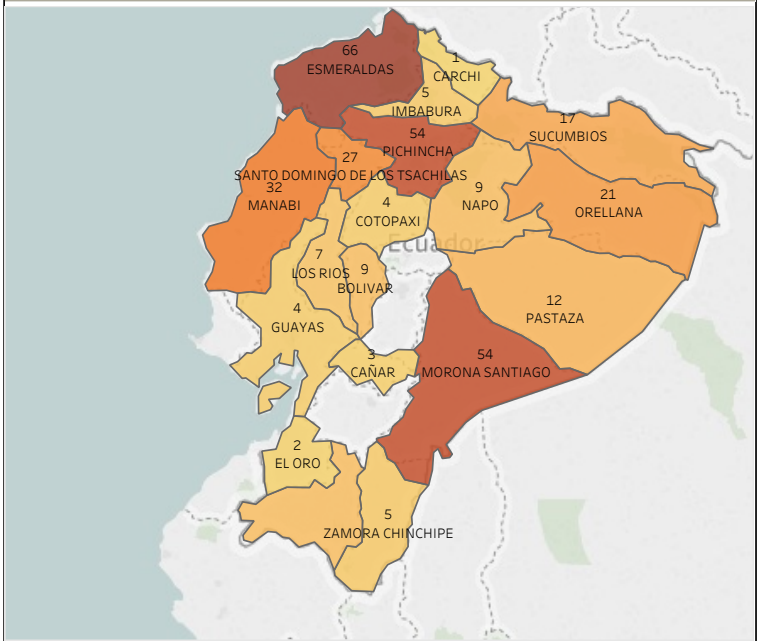 66
ESMERALDAS
1
CARCHI
5
IMBABURA
17
SUCUMBIOS
54
PICHINCHA
27
SANTO DOMINGO DE LOS TSACHILAS
32
MANABI
9
NAPO
21
ORELLANA
4
COTOPAXI
Ecuador
7
LOS RIOS
9
BOLIVAR
4
GUAYAS
12
PASTAZA
3
CAÑAR
54
MORONA SANTIAGO
2
EL ORO
5
ZAMORA CHINCHIPE